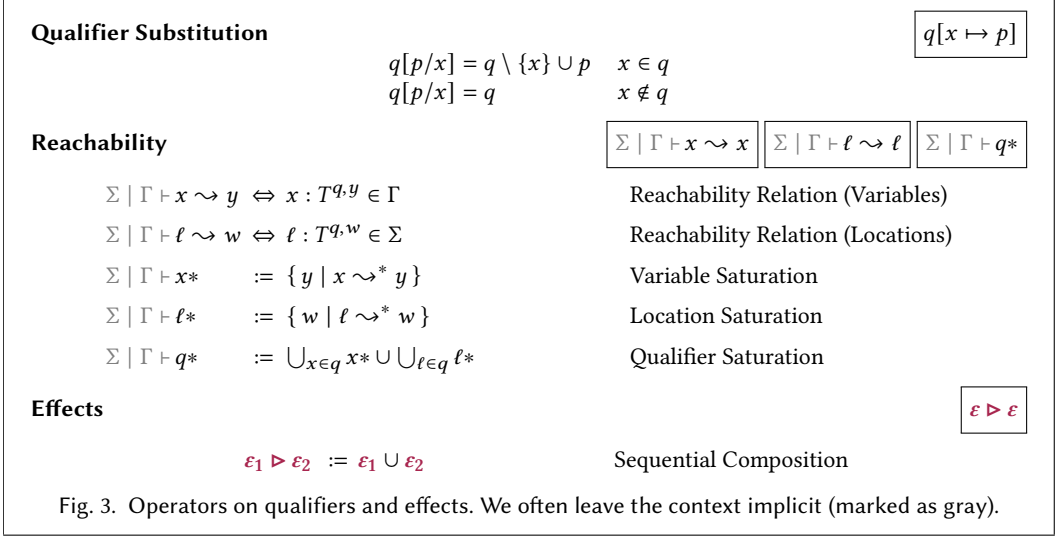 Qualifier Substitution q[x ↦ p]
q[p/x] = q \ {x} ∪ p x ∈ q
q[p/x] = q x ∉ q
Reachability Σ | Γ ⊢ x ⤳ x Σ | Γ ⊢ ℓ ⤳ ℓ Σ | Γ ⊢ q*
Σ | Γ ⊢ x ⤳ y ⇔ x : T^{q,y} ∈ Γ Reachability Relation (Variables)
Σ | Γ ⊢ ℓ ⤳ w ⇔ ℓ : T^{q,w} ∈ Σ Reachability Relation (Locations)
Σ | Γ ⊢ x* := { y | x ⤳* y } Variable Saturation
Σ | Γ ⊢ ℓ* := { w | ℓ ⤳* w } Location Saturation
Σ | Γ ⊢ q* := ⋃_{x∈q} x* ∪ ⋃_{ℓ∈q} ℓ* Qualifier Saturation
Effects ε ▷ ε
ε₁ ▷ ε₂ := ε₁ ∪ ε₂ Sequential Composition
Fig. 3. Operators on qualifiers and effects. We often leave the context implicit (marked as gray).